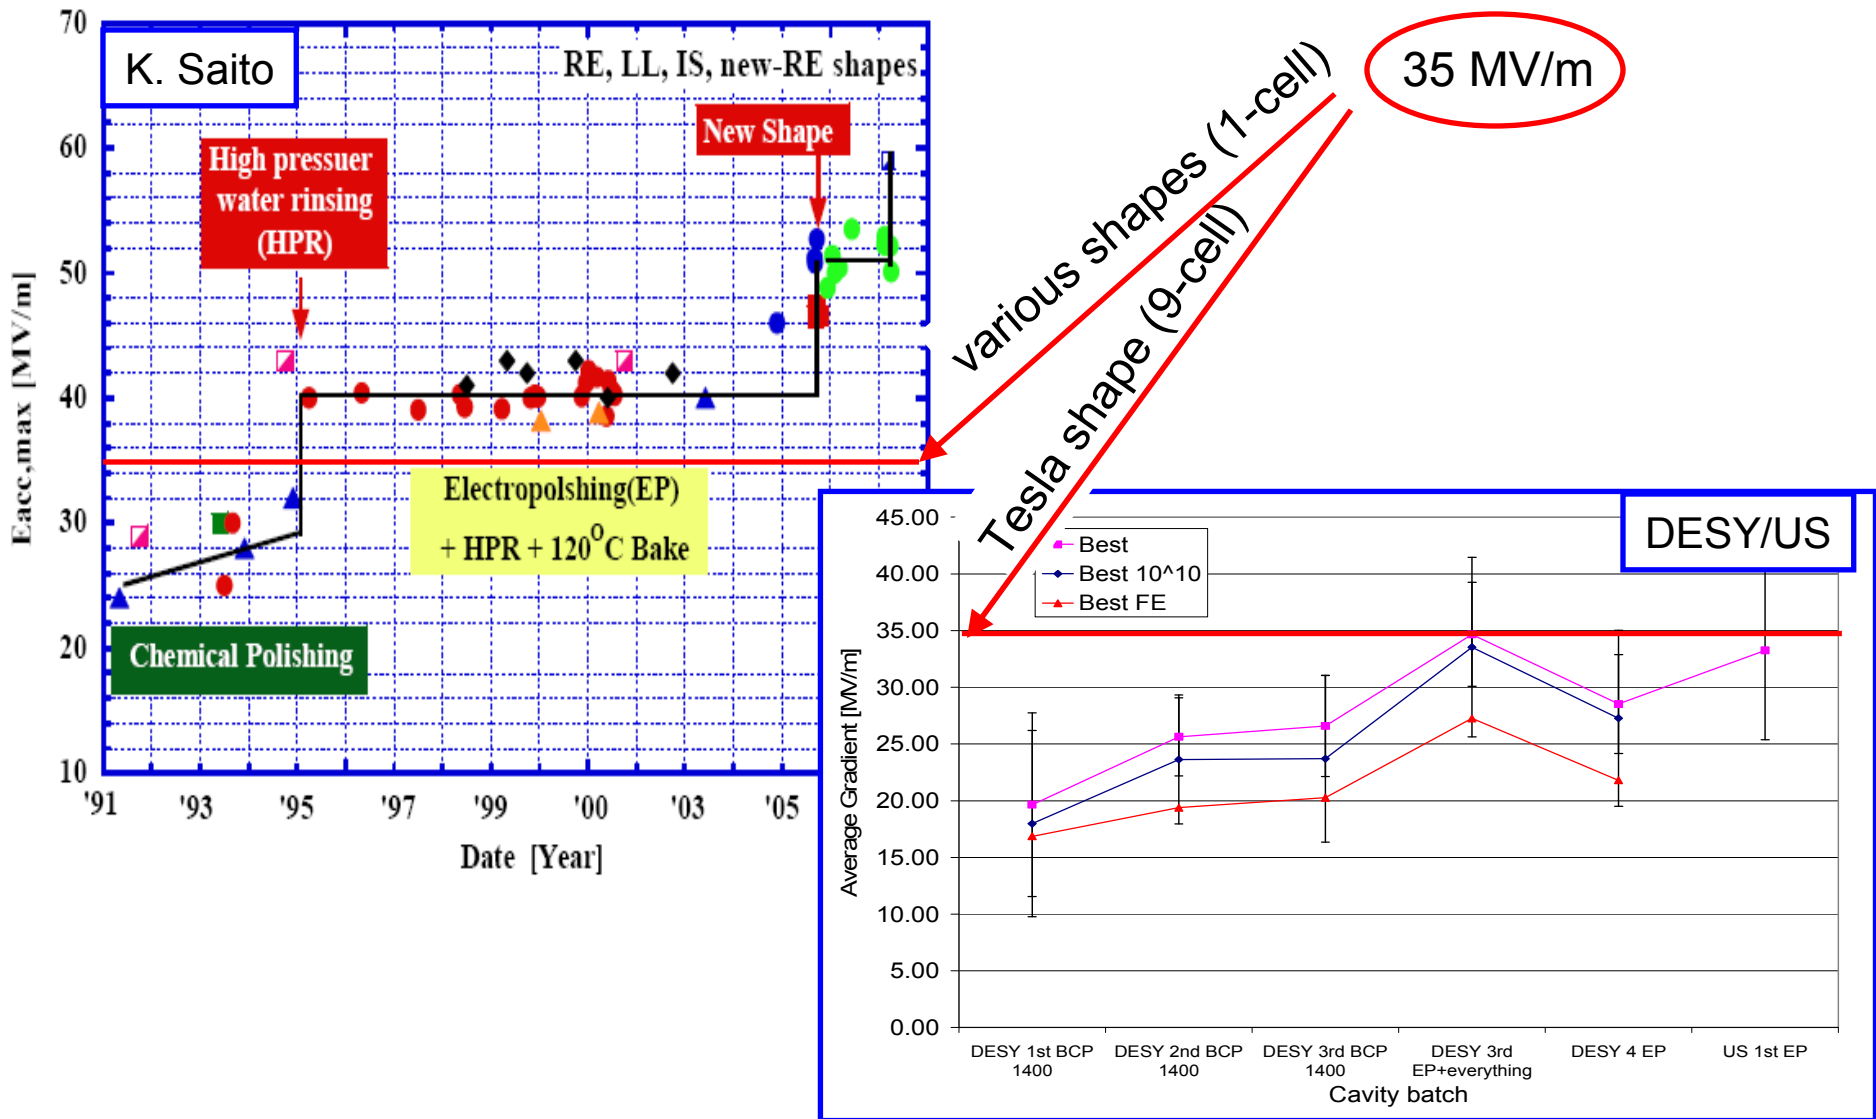 K. Saito
RE, LL, IS, new-RE shapes
New Shape
High pressuer
water rinsing
(HPR)
Electropolshing(EP)
+ HPR + 120°C Bake
Chemical Polishing
Eacc,max [MV/m]
70
60
50
40
30
20
10
'91
'93
'95
'97
'99
'00
'03
'05
Date [Year]
35 MV/m
various shapes (1-cell)
Tesla shape (9-cell)
DESY/US
Best
Best 10^10
Best FE
Average Gradient [MV/m]
45.00
40.00
35.00
30.00
25.00
20.00
15.00
10.00
5.00
0.00
DESY 1st BCP
1400
DESY 2nd BCP
1400
DESY 3rd BCP
1400
DESY 3rd
EP+everything
DESY 4 EP
US 1st EP
Cavity batch